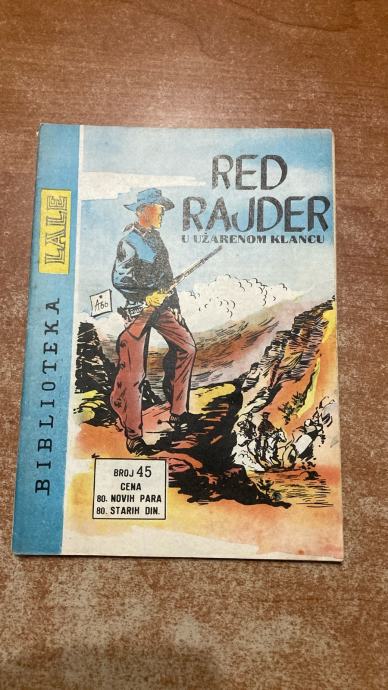 BIBLIOTEKA LALE
RED
RAJDER
U UŽARENOM KLANCU
BROJ 45
CENA
80. NOVIH PARA
80. STARIH DIN.